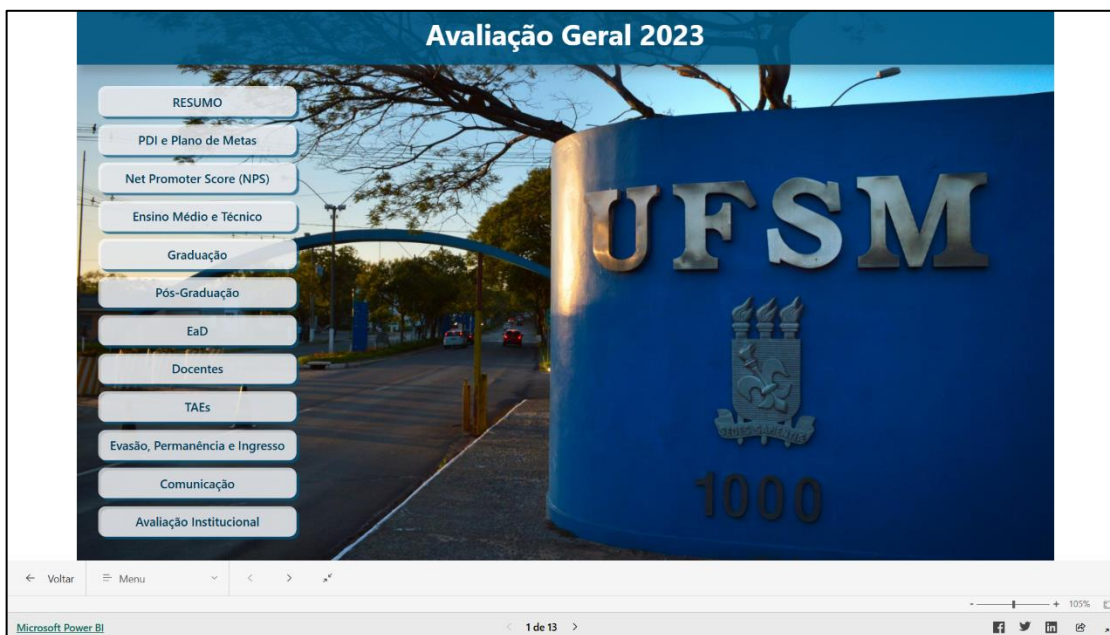 Avaliação Geral 2023
RESUMO
PDI e Plano de Metas
Net Promoter Score (NPS)
Ensino Médio e Técnico
Graduação
Pós-Graduação
EaD
Docentes
TAEs
Evasão, Permanência e Ingresso
Comunicação
Avaliação Institucional
UFSM
SEDES SAPIENTIAE
1000
Voltar
Menu
105%
Microsoft Power BI
1 de 13